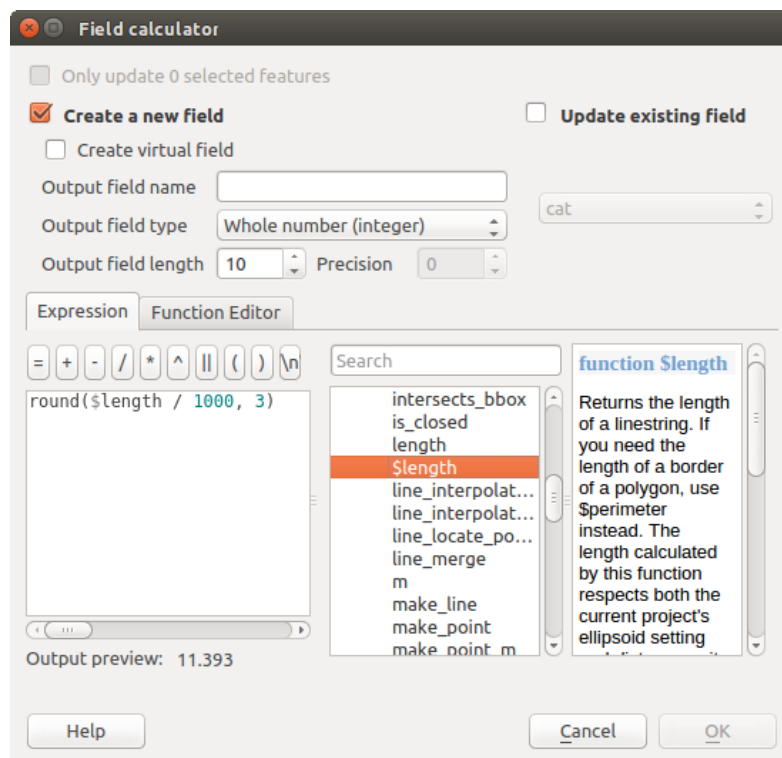 Field calculator
Only update 0 selected features
Create a new field
Update existing field
Create virtual field
Output field name
cat
Output field type Whole number (integer)
Output field length 10 Precision 0
Expression Function Editor
= + - / * ^ || ( ) \n'
round($length / 1000, 3)
Output preview: 11.393
Search
intersects_bbox
is_closed
length
$length
line_interpolat...
line_interpolat...
line_locate_po...
line_merge
m
make_line
make_point
make_point_m
function $length
Returns the length
of a linestring. If
you need the
length of a border
of a polygon, use
$perimeter
instead. The
length calculated
by this function
respects both the
current project's
ellipsoid setting
Help
Cancel
OK